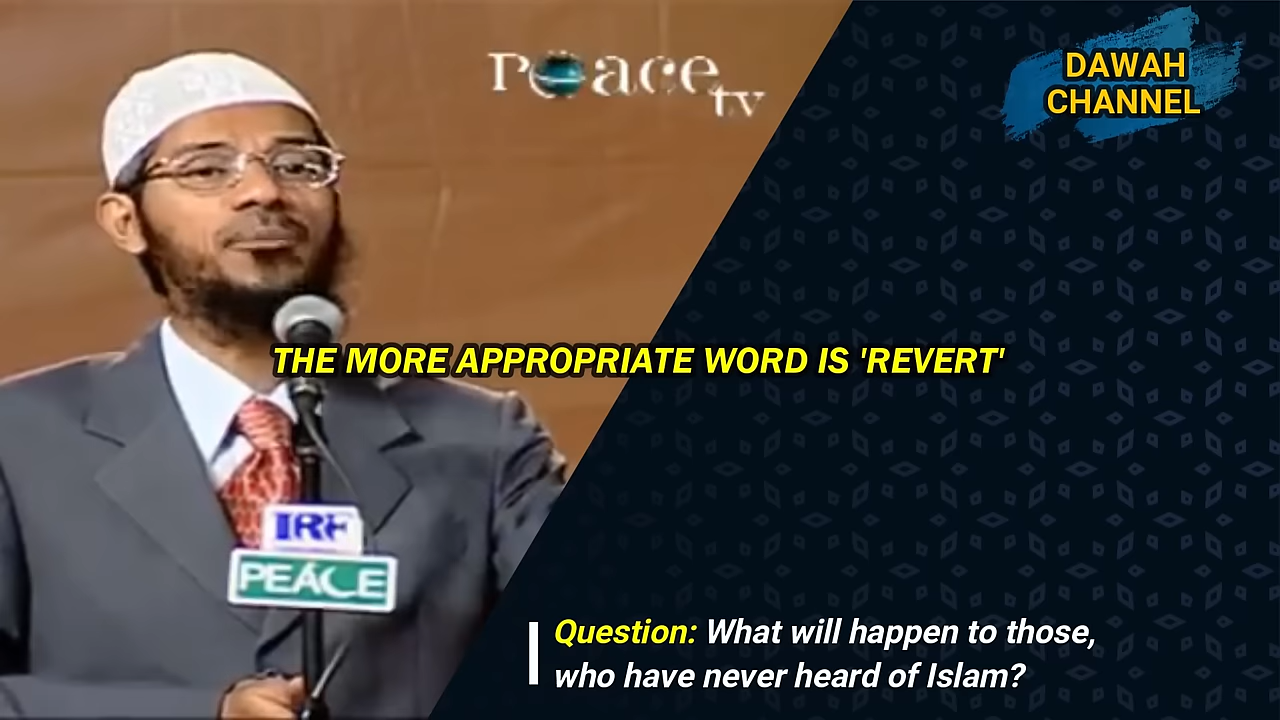 Peace tv
DAWAH
CHANNEL
THE MORE APPROPRIATE WORD IS 'REVERT'
IRF
PEACE
Question: What will happen to those,
who have never heard of Islam?